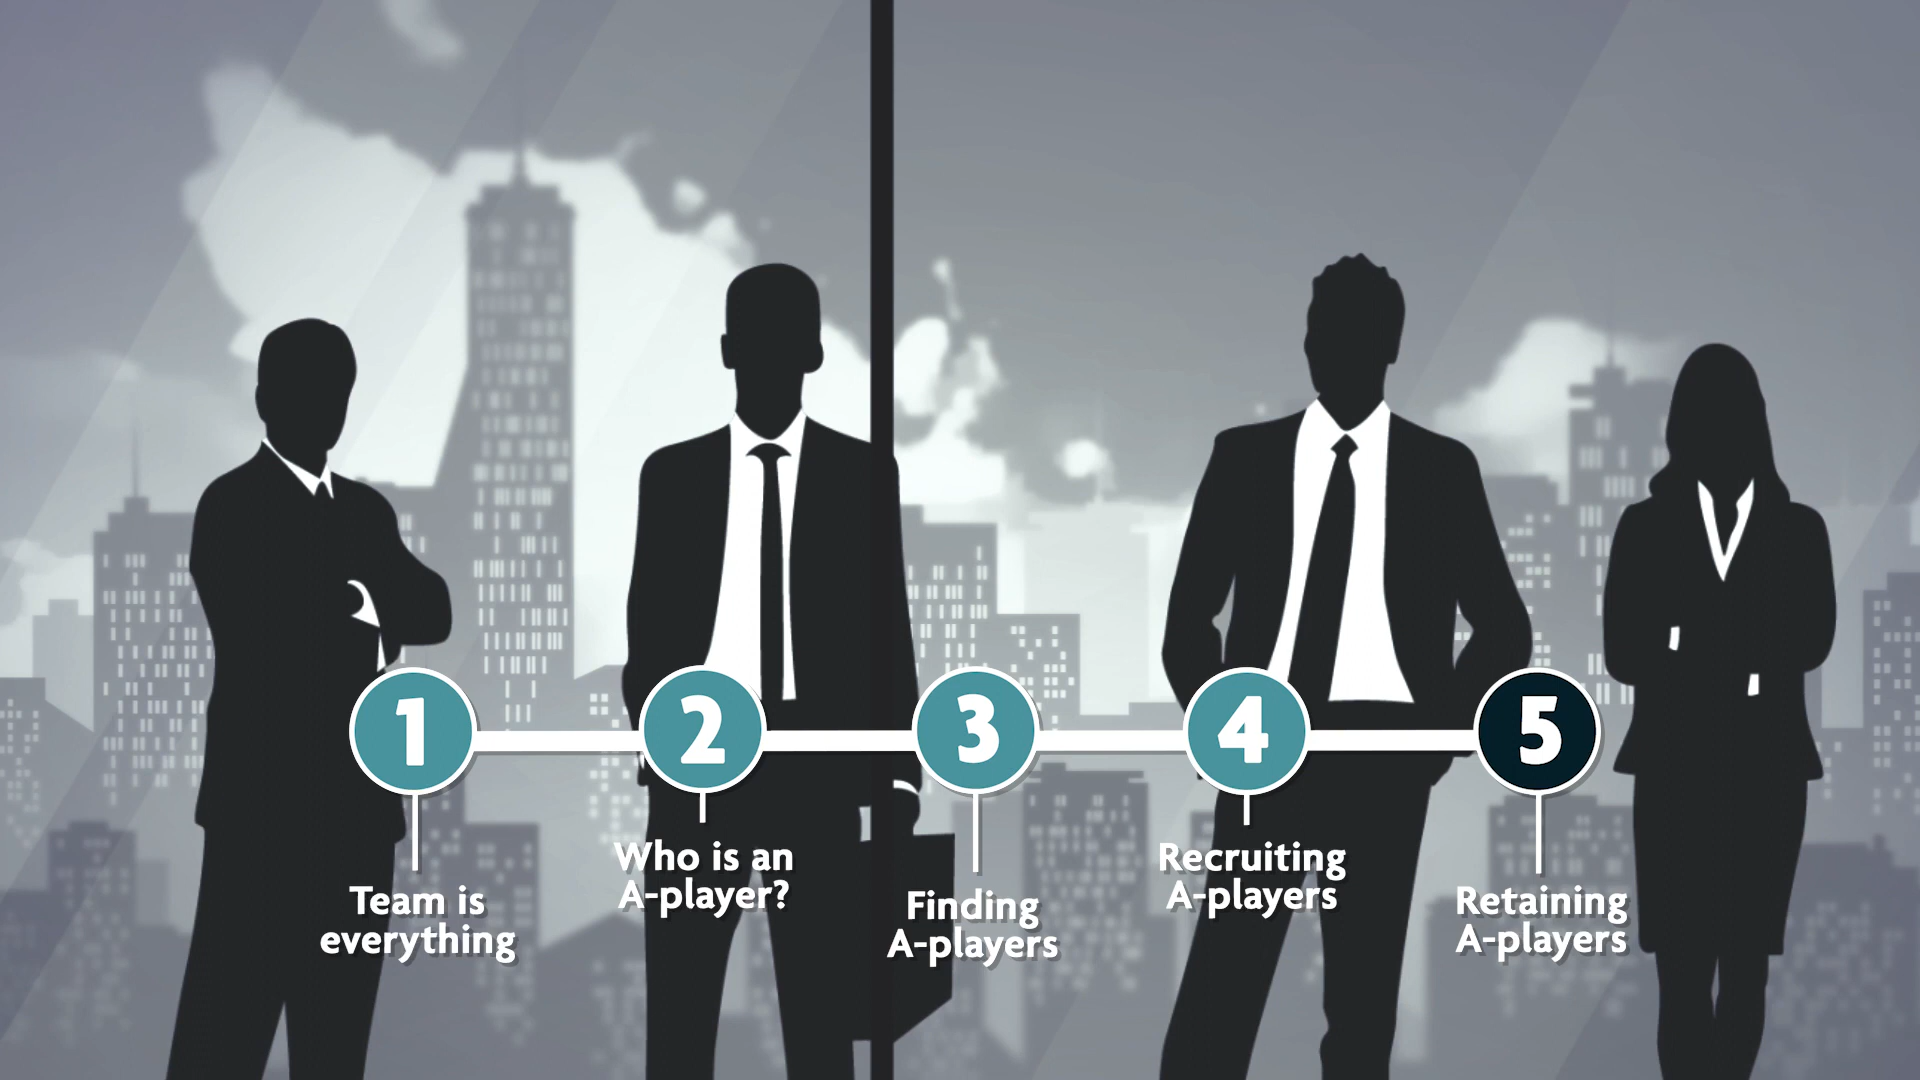 1
2
3
4
5
Team is
everything
Who is an
A-player?
Finding
A-players
Recruiting
A-players
Retaining
A-players